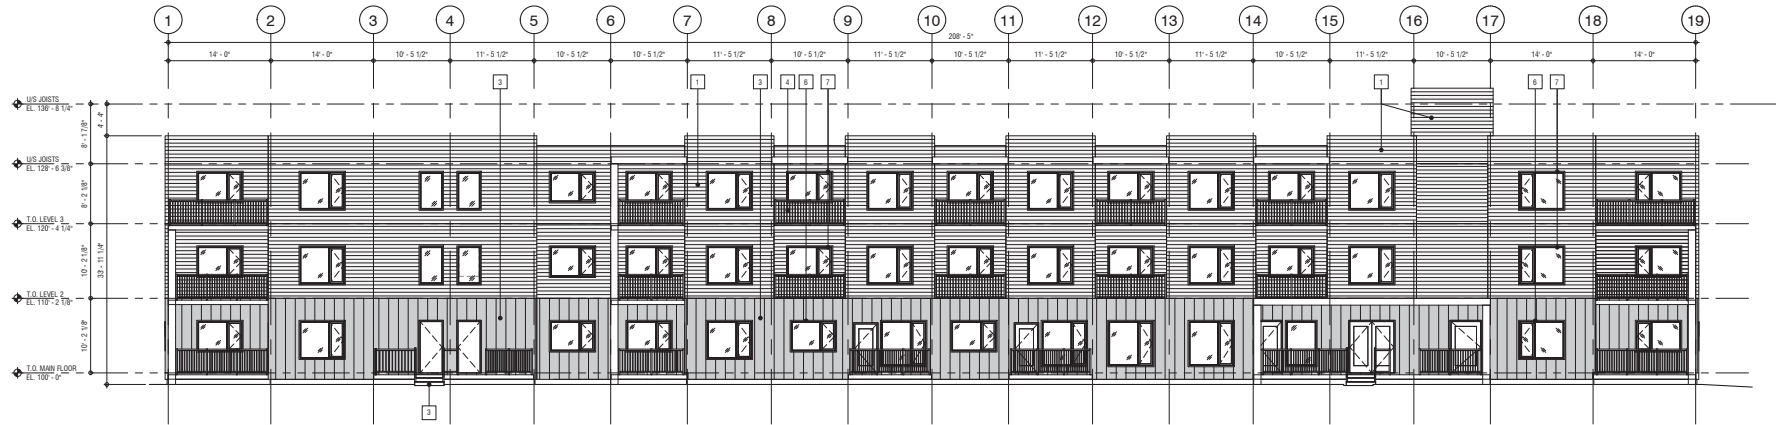 1 2 3 4 5 6 7 8 9 10 11 12 13 14 15 16 17 18 19
208' - 5"
14' - 0" 14' - 0" 10' - 5 1/2" 11' - 5 1/2" 10' - 5 1/2" 10' - 5 1/2" 11' - 5 1/2" 10' - 5 1/2" 11' - 5 1/2" 10' - 5 1/2" 11' - 5 1/2" 10' - 5 1/2" 11' - 5 1/2" 10' - 5 1/2" 11' - 5 1/2" 10' - 5 1/2" 14' - 0" 14' - 0"
3 1 3 4 6 7 1 6 7
U/S JOISTS
EL. 136' - 8 1/4"
8' - 1 7/8"
4' - 4"
U/S JOISTS
EL. 128' - 6 3/8"
8' - 2 1/8"
T.O. LEVEL 3
EL. 120' - 4 1/4"
10' - 2 1/8"
33' - 11 1/4"
T.O. LEVEL 2
EL. 110' - 2 1/8"
10' - 2 1/8"
T.O. MAIN FLOOR
EL. 100' - 0"
3